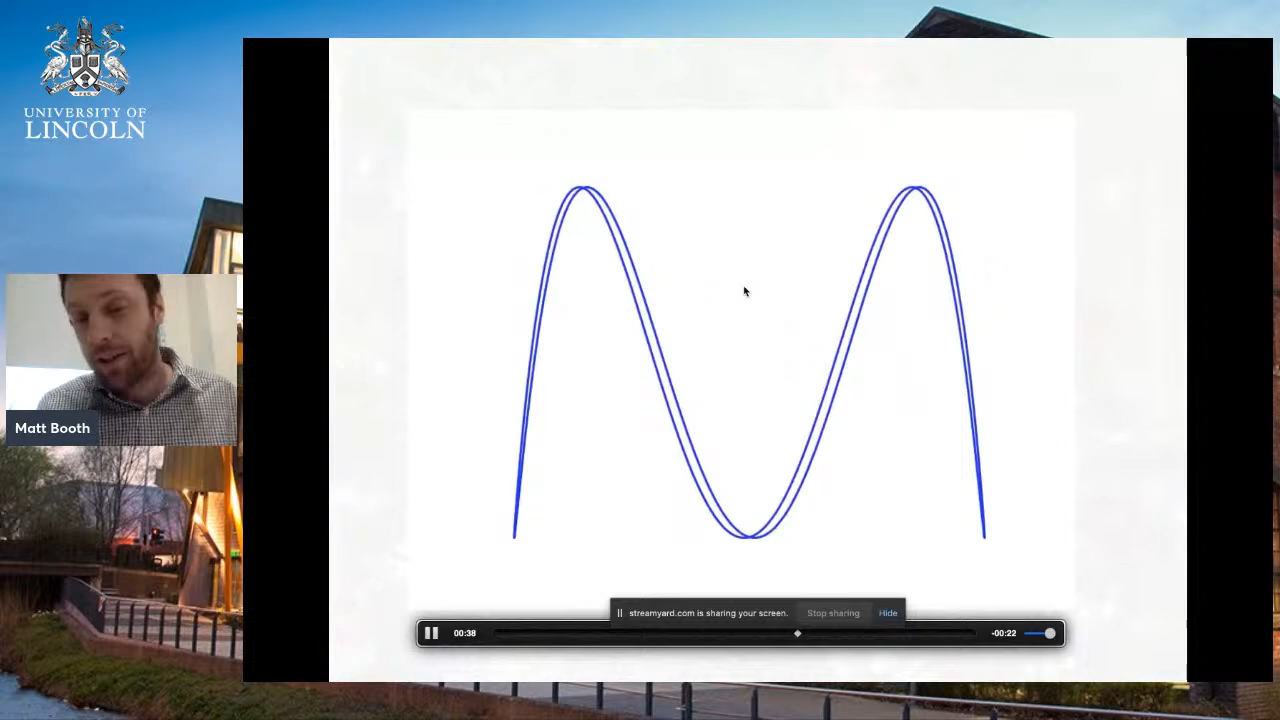 UNIVERSITY OF
LINCOLN
Matt Booth
streamyard.com is sharing your screen. Stop sharing Hide
00:38 -00:22